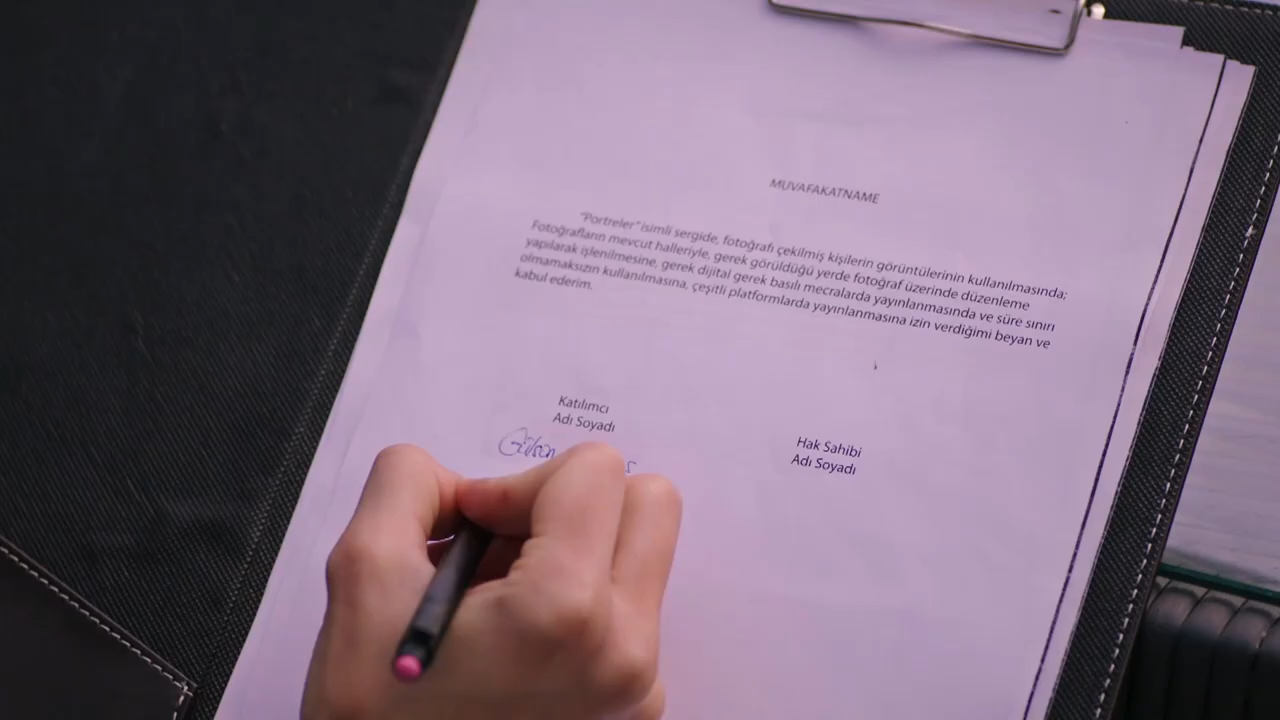 MUVAFAKATNAME
"Portreler" isimli sergide, fotoğrafı çekilmiş kişilerin görüntülerinin kullanılmasında;
Fotoğrafların mevcut halleriyle, gerek görüldüğü yerde fotoğraf üzerinde düzenleme
yapılarak işlenilmesine, gerek dijital gerek basılı mecralarda yayınlanmasında ve süre sınırı
olmamaksızın kullanılmasına, çeşitli platformlarda yayınlanmasına izin verdiğimi beyan ve
kabul ederim.
Katılımcı
Adı Soyadı
Gülsen
Hak Sahibi
Adı Soyadı